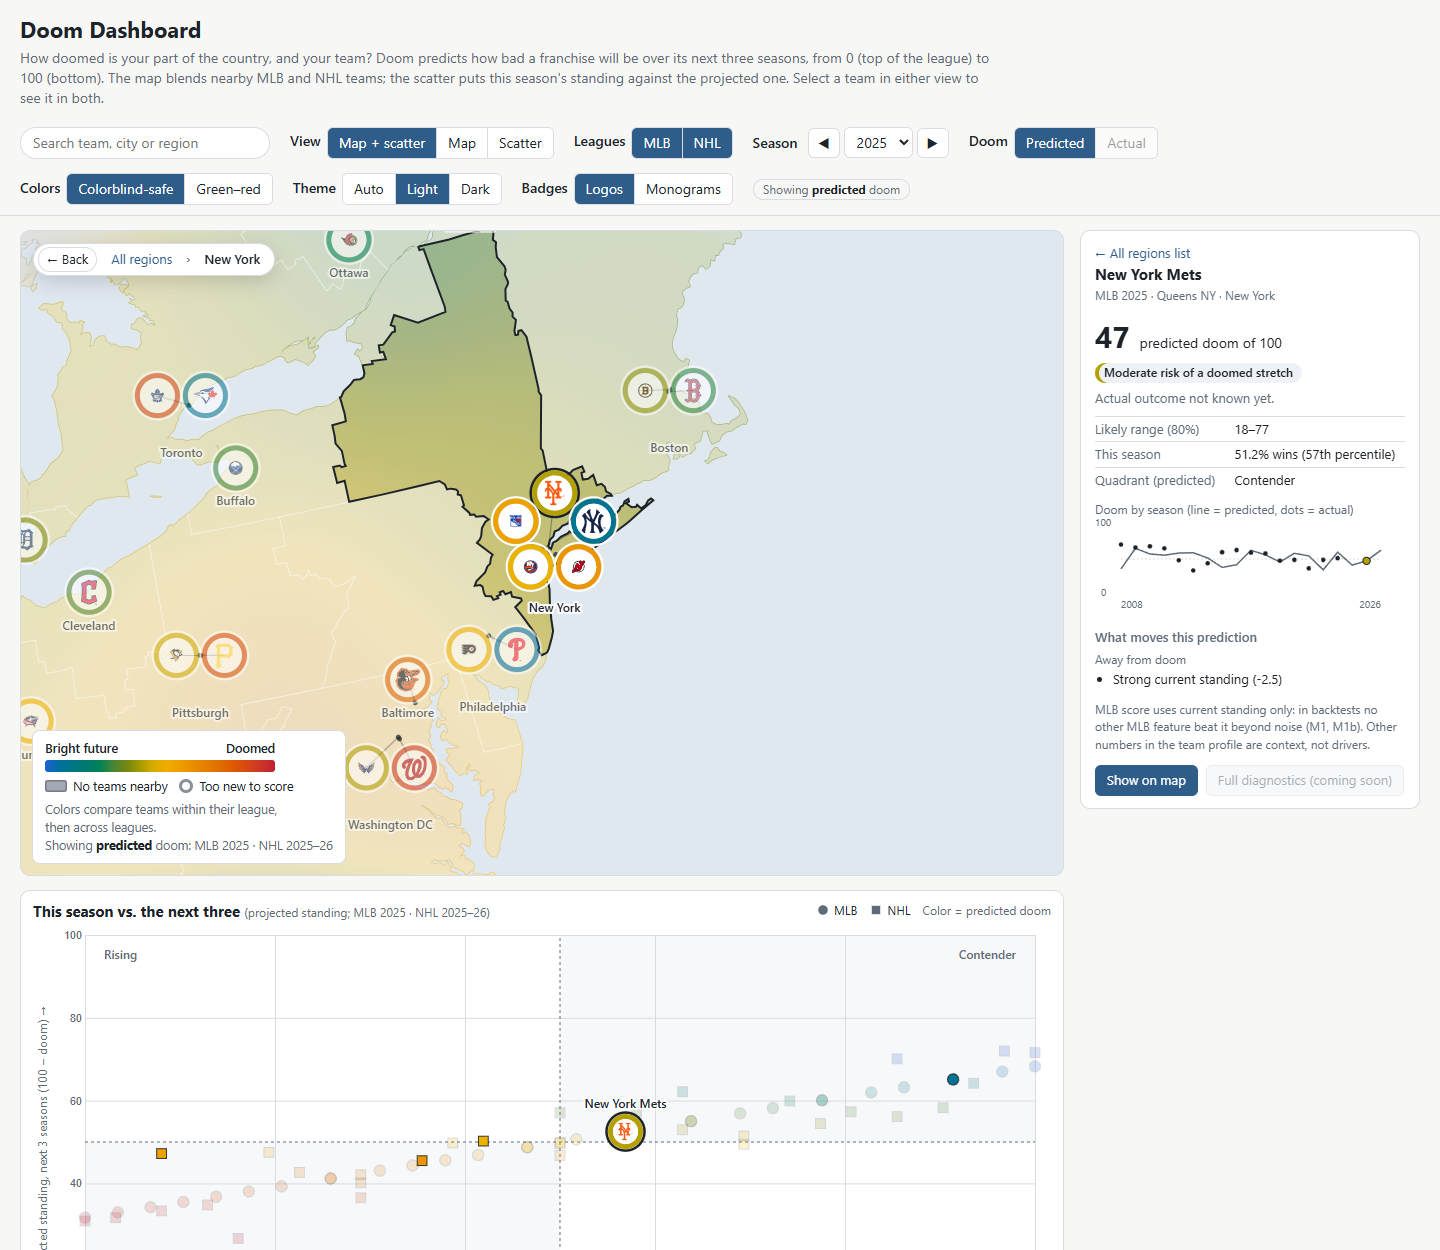 Doom Dashboard
How doomed is your part of the country, and your team? Doom predicts how bad a franchise will be over its next three seasons, from 0 (top of the league) to
100 (bottom). The map blends nearby MLB and NHL teams; the scatter puts this season's standing against the projected one. Select a team in either view to
see it in both.
Search team, city or region
View Map + scatter Map Scatter
Leagues MLB NHL
Season ◀ 2025 ▶
Doom Predicted Actual
Colors Colorblind-safe Green–red
Theme Auto Light Dark
Badges Logos Monograms
Showing predicted doom
← Back All regions › New York
Ottawa
Toronto
Buffalo
Boston
Cleveland
New York
Pittsburgh
Baltimore
Philadelphia
Washington DC
Bright future Doomed
No teams nearby Too new to score
Colors compare teams within their league,
then across leagues.
Showing predicted doom: MLB 2025 · NHL 2025–26
← All regions list
New York Mets
MLB 2025 · Queens NY · New York
47 predicted doom of 100
Moderate risk of a doomed stretch
Actual outcome not known yet.
Likely range (80%) 18–77
This season 51.2% wins (57th percentile)
Quadrant (predicted) Contender
Doom by season (line = predicted, dots = actual)
100
0
2008 2026
What moves this prediction
Away from doom
• Strong current standing (-2.5)
MLB score uses current standing only: in backtests no
other MLB feature beat it beyond noise (M1, M1b). Other
numbers in the team profile are context, not drivers.
Show on map Full diagnostics (coming soon)
This season vs. the next three (projected standing; MLB 2025 · NHL 2025–26)
MLB NHL Color = predicted doom
100
Rising Contender
80
60
New York Mets
40
standing, next 3 seasons (100 − doom) →